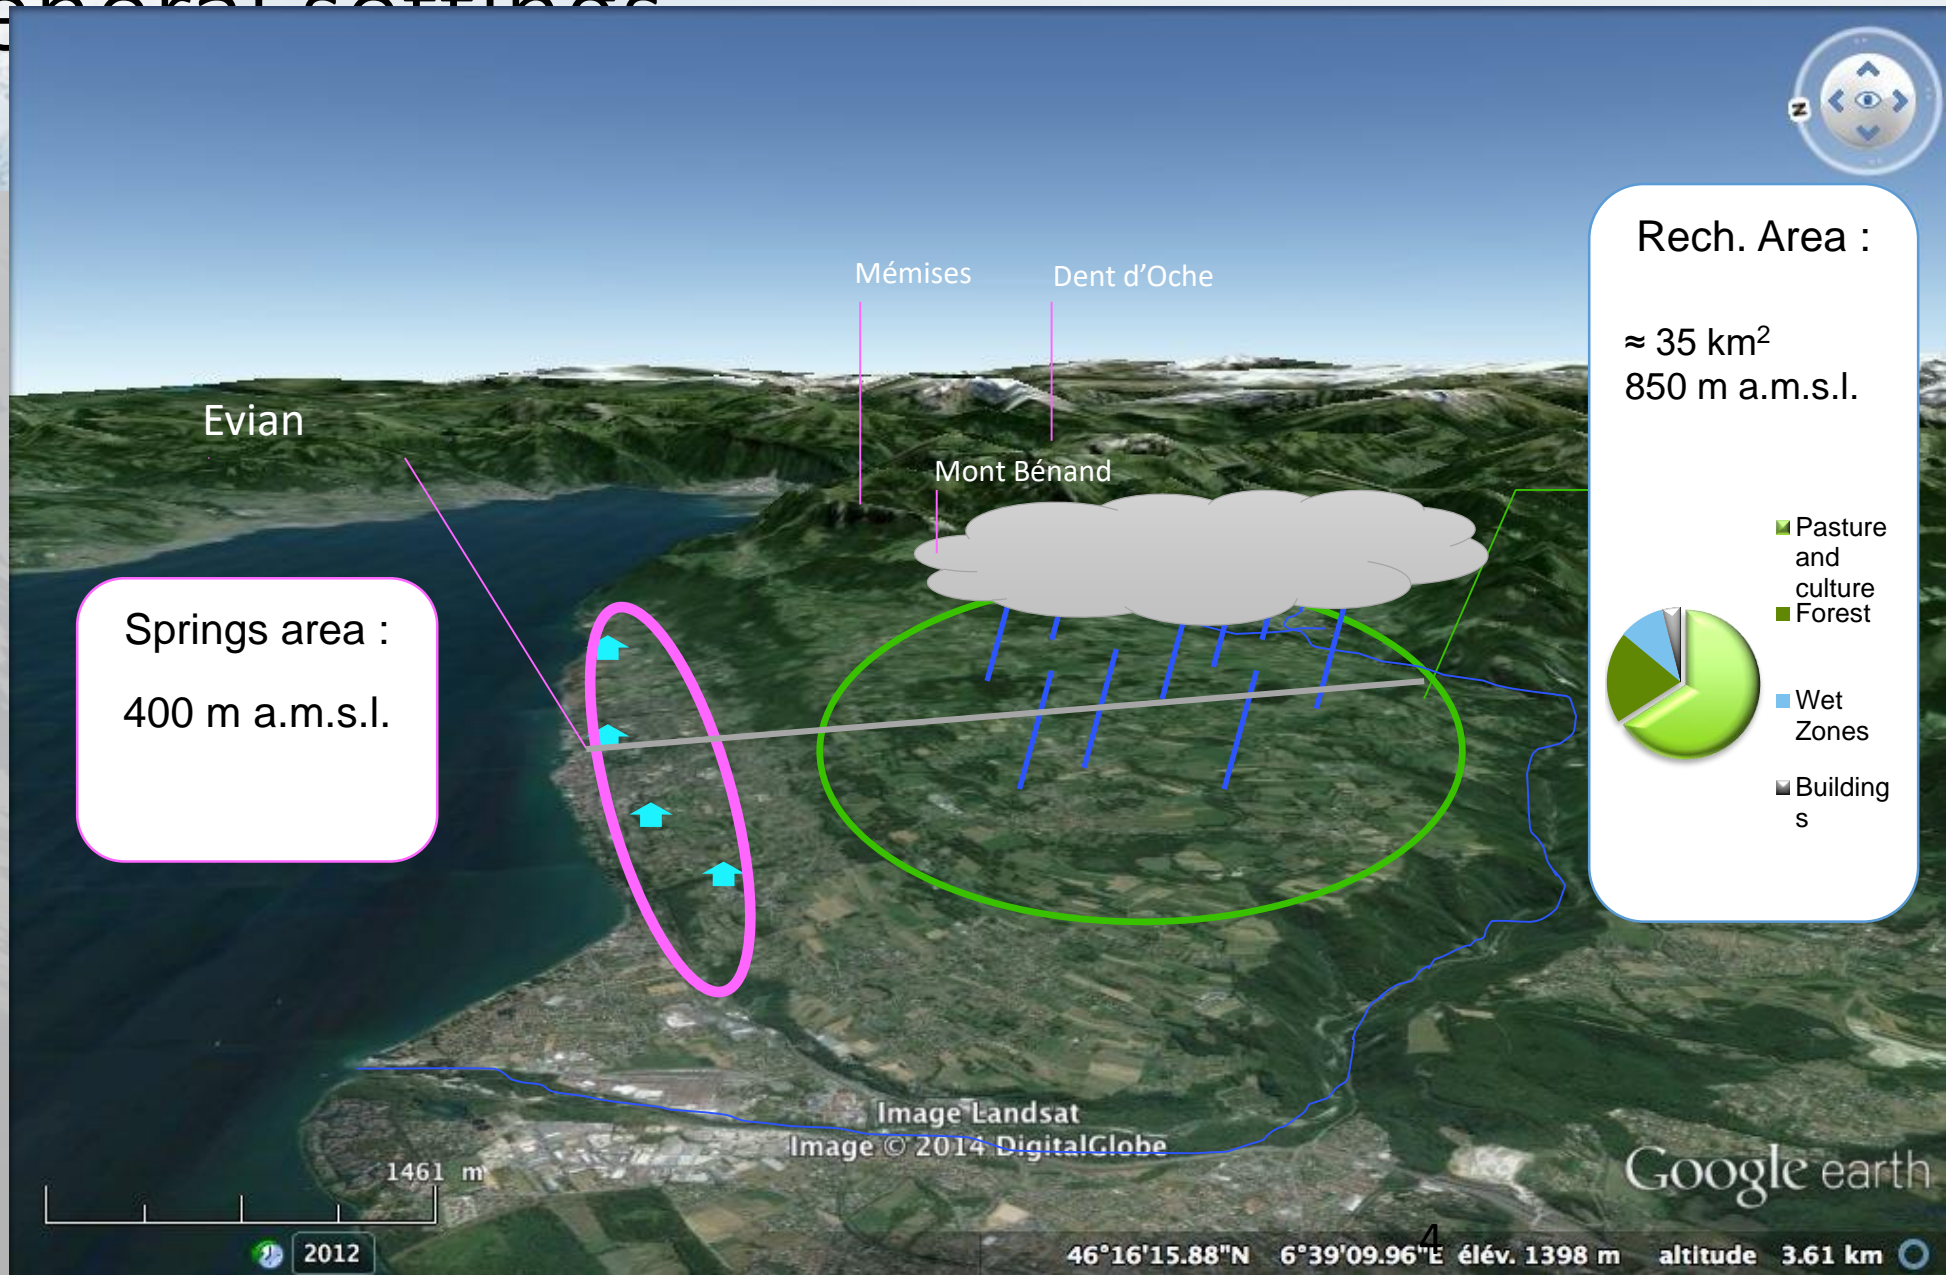 settings
Mémises
Dent d’Oche
Evian
Mont Bénand
Springs area :
400 m a.m.s.l.
Rech. Area :
≈ 35 km²
850 m a.m.s.l.
Pasture
and
culture
Forest
Wet
Zones
Building
s
Image Landsat
Image © 2014 DigitalGlobe
1461 m
Google earth
2012
46°16'15.88"N 6°39'09.96"E élév. 1398 m altitude 3.61 km
4
N